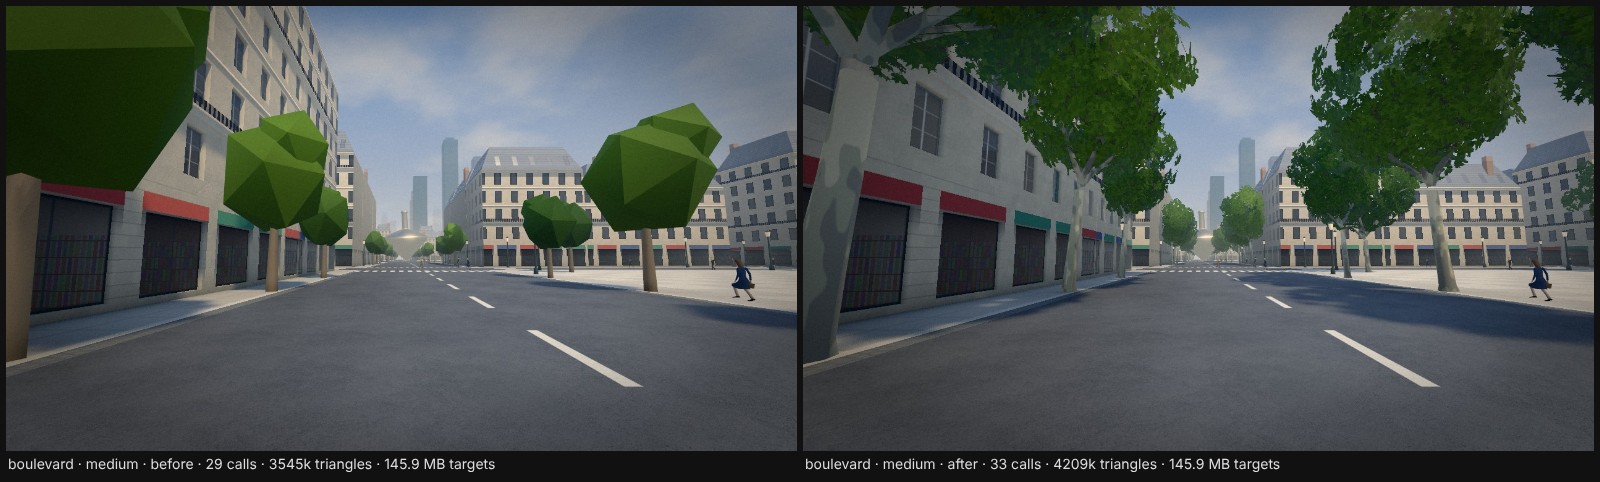 boulevard · medium · before · 29 calls · 3545k triangles · 145.9 MB targets
boulevard · medium · after · 33 calls · 4209k triangles · 145.9 MB targets